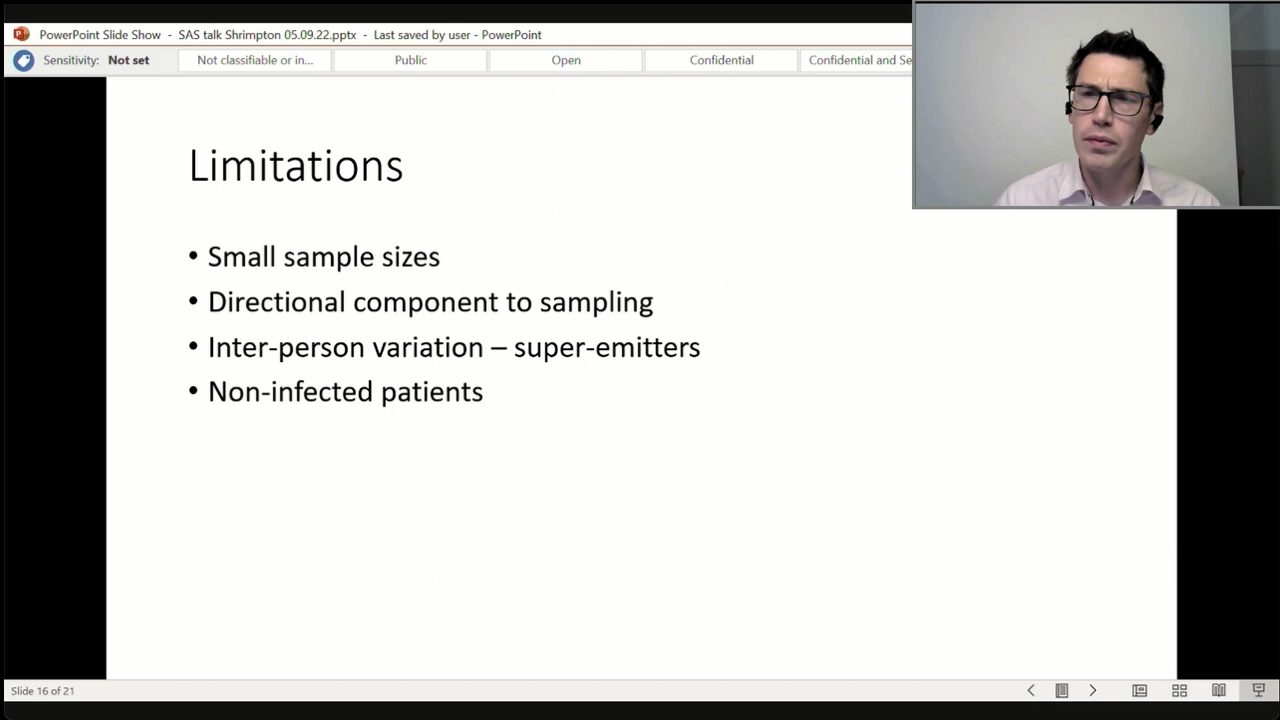 PowerPoint Slide Show - SAS talk Shrimpton 05.09.22.pptx - Last saved by user - PowerPoint
Sensitivity: Not set Not classifiable or in... Public Open Confidential Confidential and Se
Limitations
• Small sample sizes
• Directional component to sampling
• Inter-person variation – super-emitters
• Non-infected patients
Slide 16 of 21